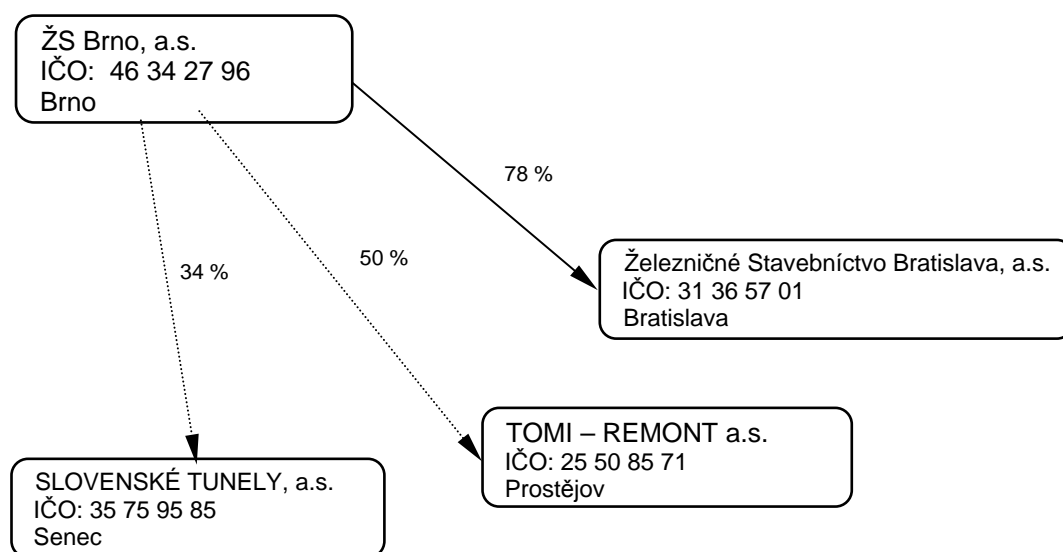 ŽS Brno, a.s.
IČO:  46 34 27 96
Brno
78 %
34 %
50 %
Železničné Stavebníctvo Bratislava, a.s.
IČO: 31 36 57 01
Bratislava
TOMI – REMONT a.s.
IČO: 25 50 85 71
Prostějov
SLOVENSKÉ TUNELY, a.s.
IČO: 35 75 95 85
Senec